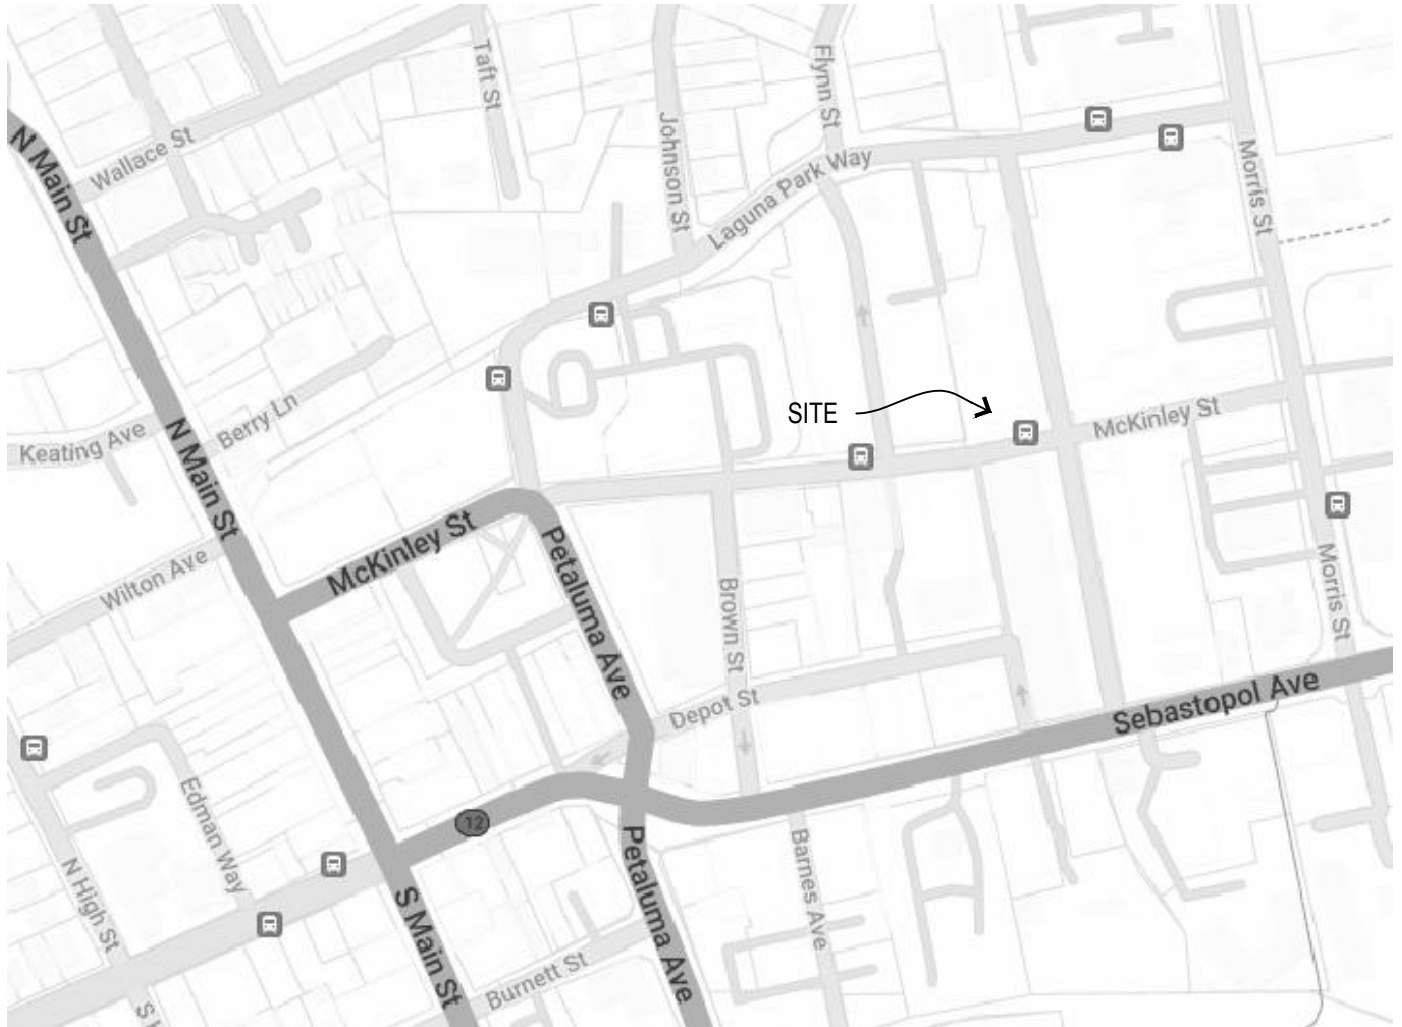 Taft St
Flynn St
N Main St
Wallace St
Johnson St
Laguna Park Way
Morris St
SITE
McKinley St
Keating Ave
Berry Ln
N Main St
Wilton Ave
McKinley St
Petaluma Ave
Brown St
Morris St
Depot St
Sebastopol Ave
Edman Way
12
N High St
S Main St
Petaluma Ave
Barnes Ave
Burnett St